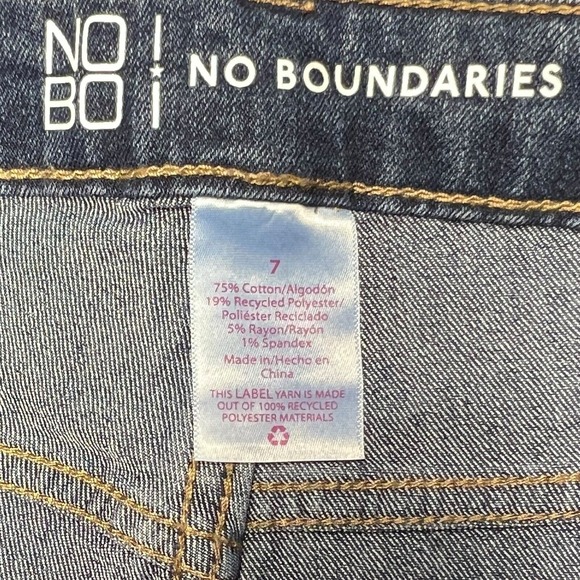 NO
BO
NO BOUNDARIES
7
75% Cotton/Algodón
19% Recycled Polyester/
Poliéster Reciclado
5% Rayon/Rayón
1% Spandex
Made in/Hecho en
China
THIS LABEL YARN IS MADE
OUT OF 100% RECYCLED
POLYESTER MATERIALS